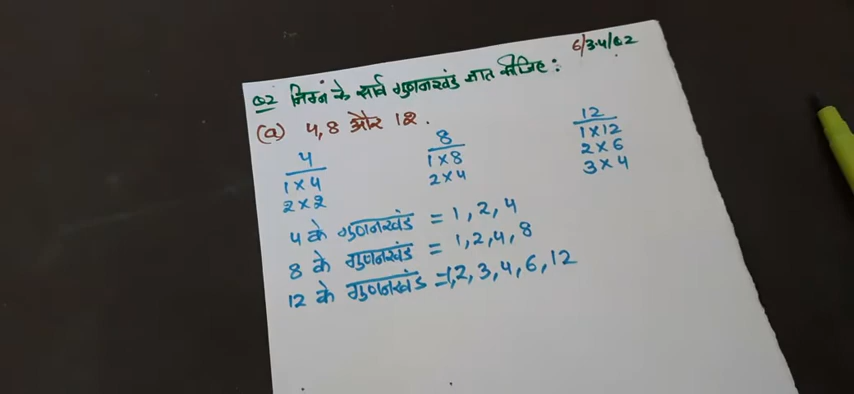 6/3.4/Q2
Q2 निम्नं के सार्व गुणनखंड ज्ञात कीजिए:
(a) 4,8 और 12.
4
1 x 4
2 x 2
8
1 x 8
2 x 4
12
1 x 12
2 x 6
3 x 4
4 के गुणनखंड = 1, 2, 4
8 के गुणनखंड = 1, 2, 4, 8
12 के गुणनखंड = 1, 2, 3, 4, 6, 12